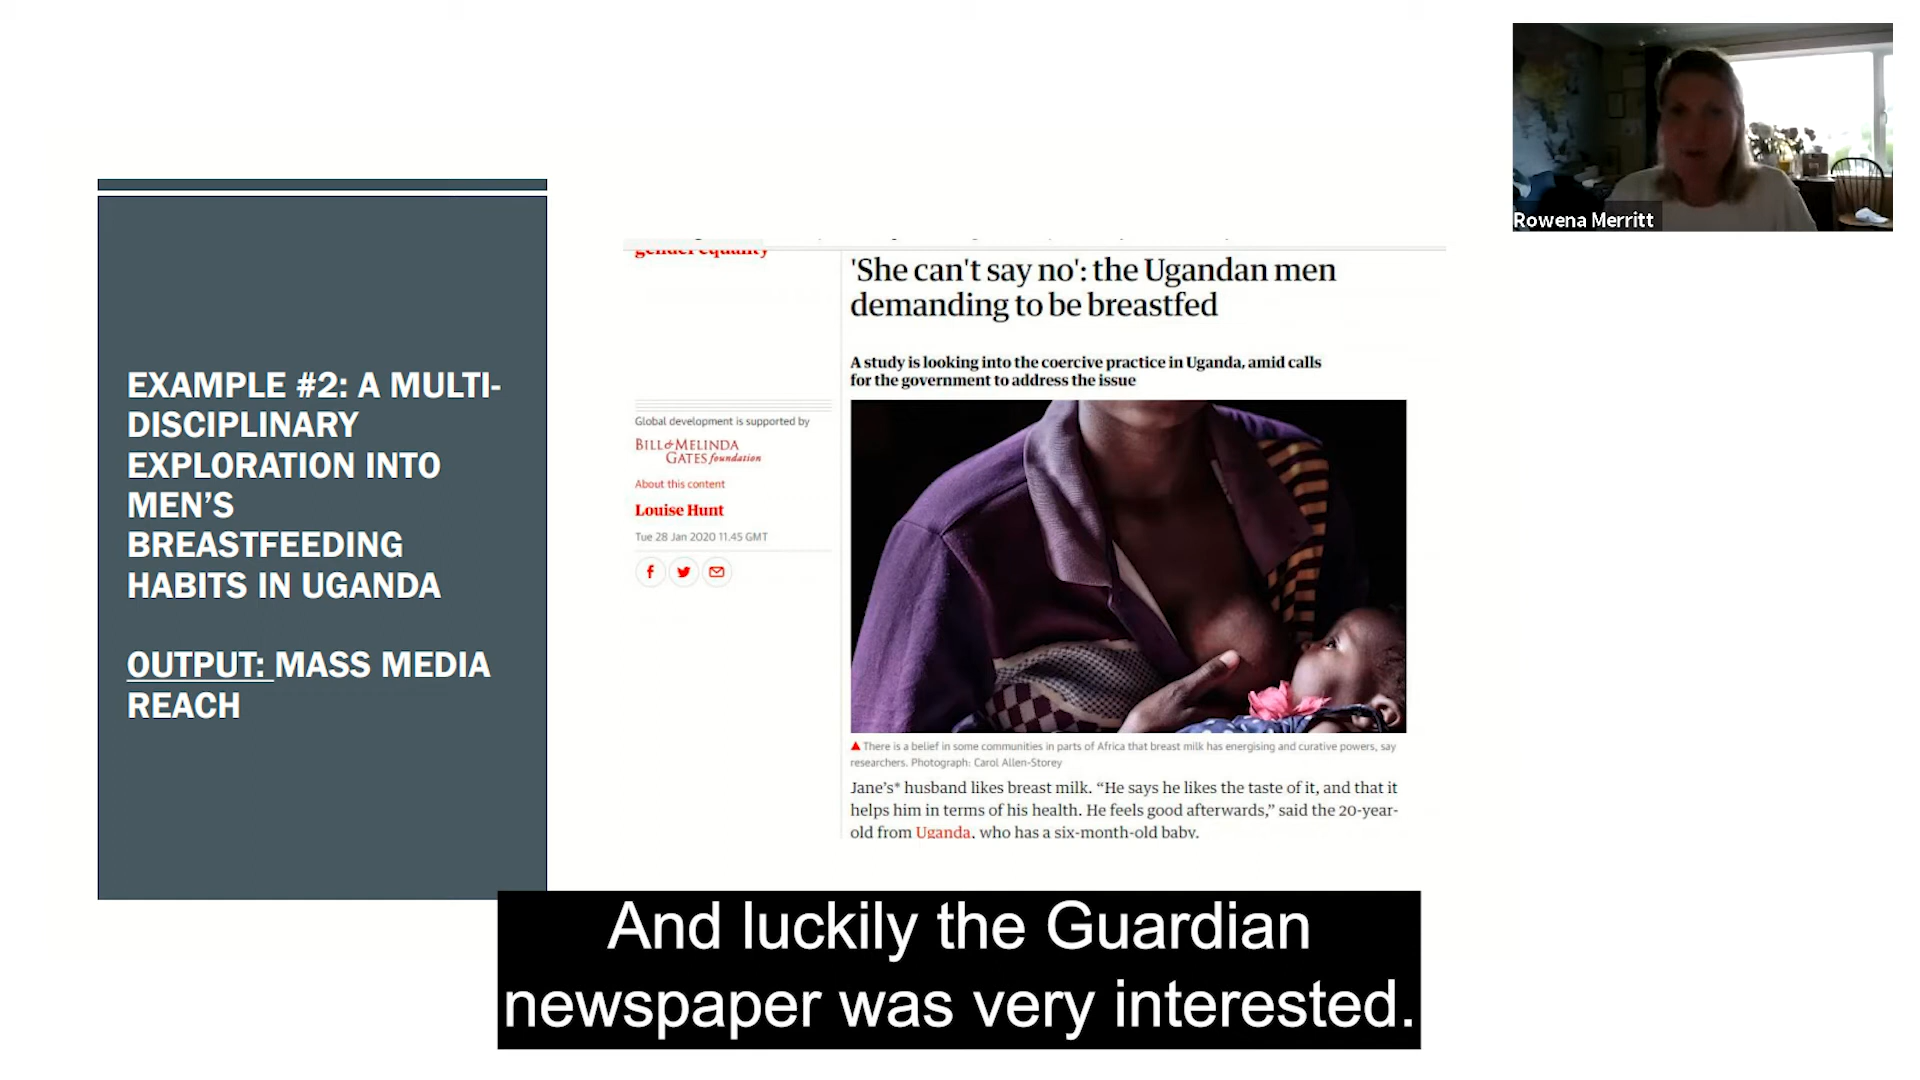 Rowena Merritt
EXAMPLE #2: A MULTI-
DISCIPLINARY
EXPLORATION INTO
MEN'S
BREASTFEEDING
HABITS IN UGANDA
OUTPUT: MASS MEDIA
REACH
gender equality
'She can't say no': the Ugandan men
demanding to be breastfed
A study is looking into the coercive practice in Uganda, amid calls
for the government to address the issue
Global development is supported by
BILL & MELINDA
GATES foundation
About this content
Louise Hunt
Tue 28 Jan 2020 11.45 GMT
There is a belief in some communities in parts of Africa that breast milk has energising and curative powers, say
researchers. Photograph: Carol Allen-Storey
Jane's* husband likes breast milk. “He says he likes the taste of it, and that it
helps him in terms of his health. He feels good afterwards,” said the 20-year-
old from Uganda, who has a six-month-old baby.
And luckily the Guardian
newspaper was very interested.